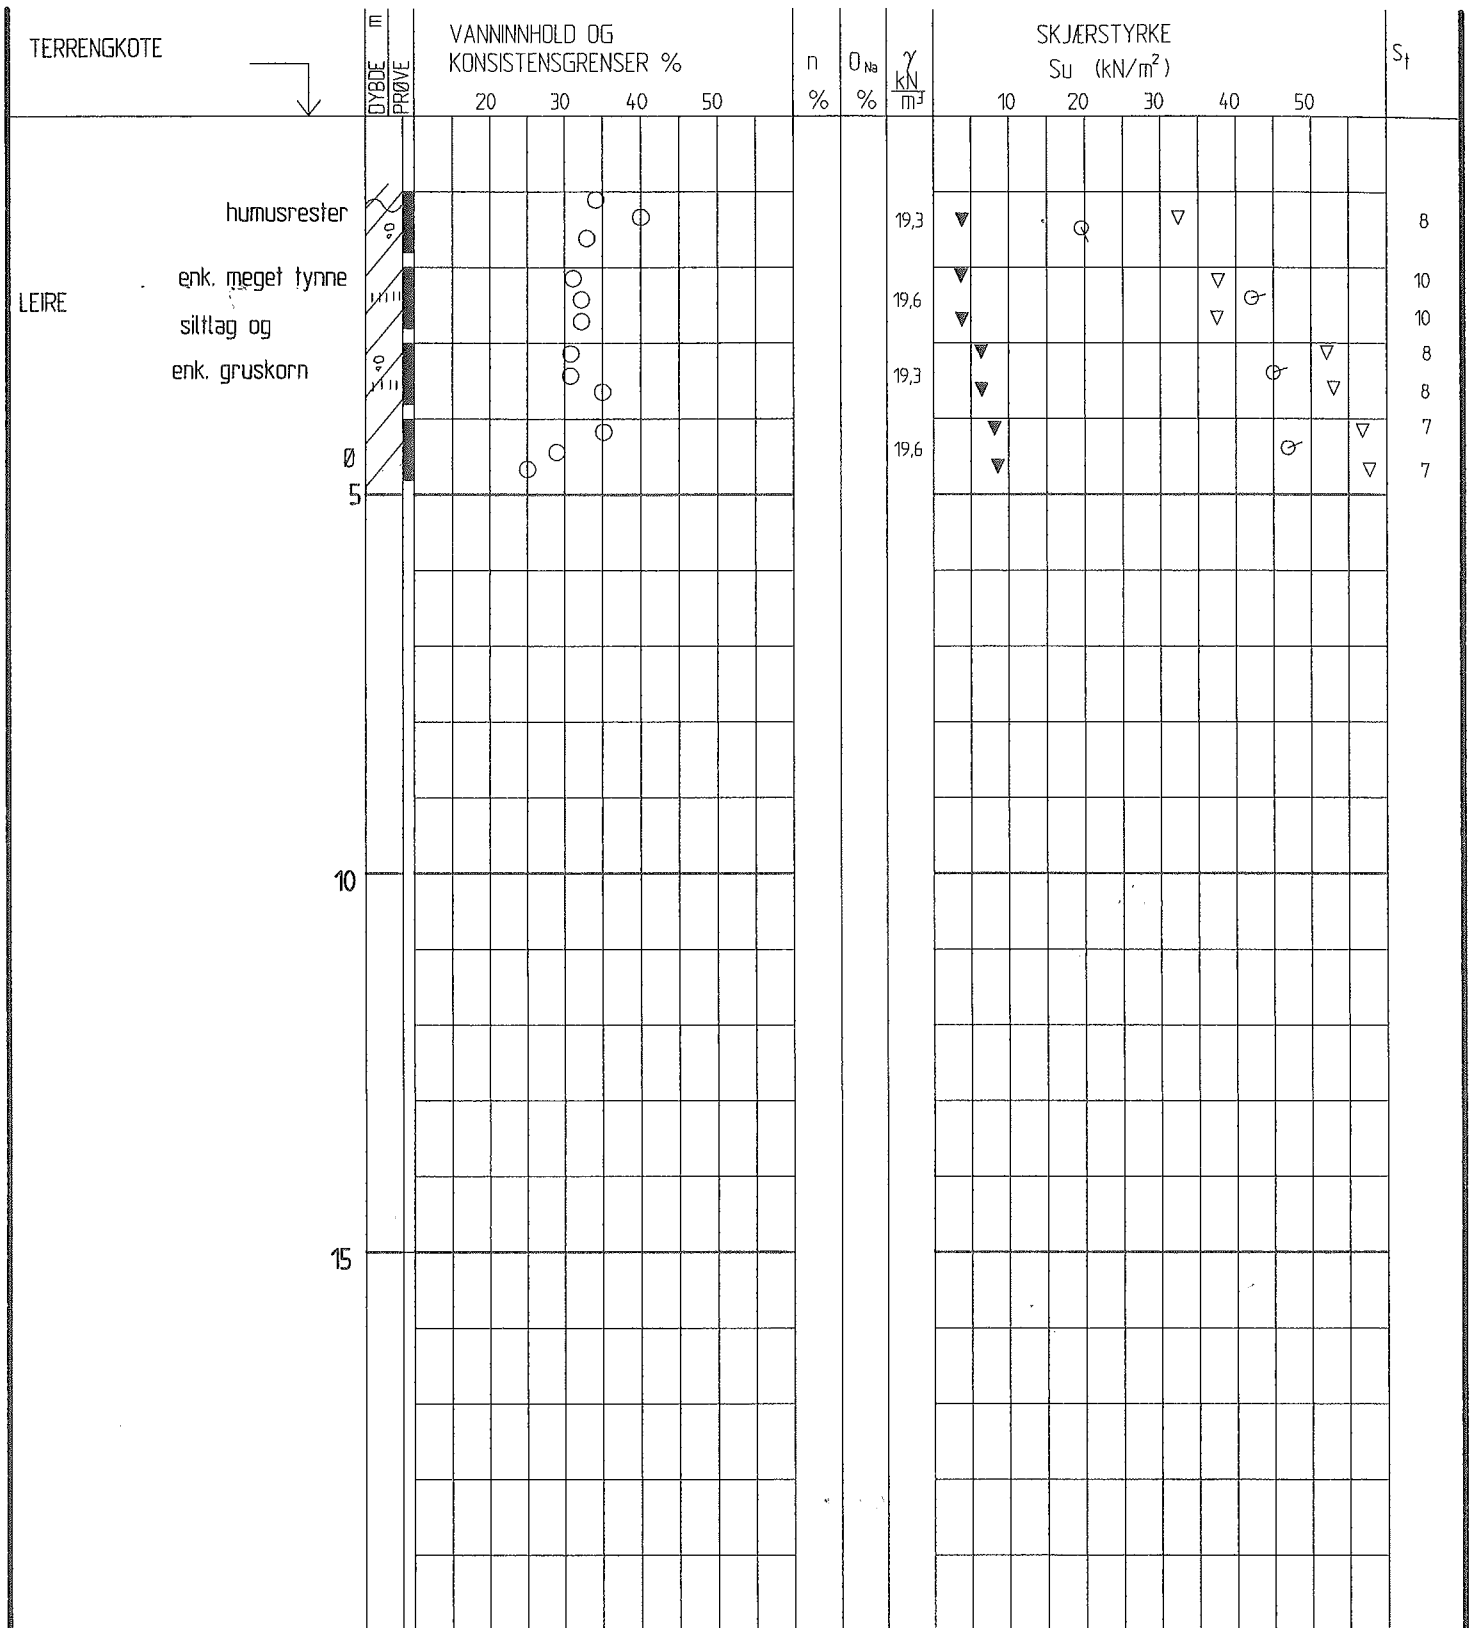 TERRENGKOTE
DYBDE m
PRØVE
VANNINNHOLD OG
KONSISTENSGRENSER %
20 30 40 50
n
%
O Na
%
γ
kN
m³
SKJÆRSTYRKE
Su (kN/m²)
10 20 30 40 50
St
humusrester
19,3
8
enk. meget tynne
10
LEIRE
19,6
siltlag og
10
8
enk. gruskorn
19,3
8
7
19,6
Ø
7
5
10
15